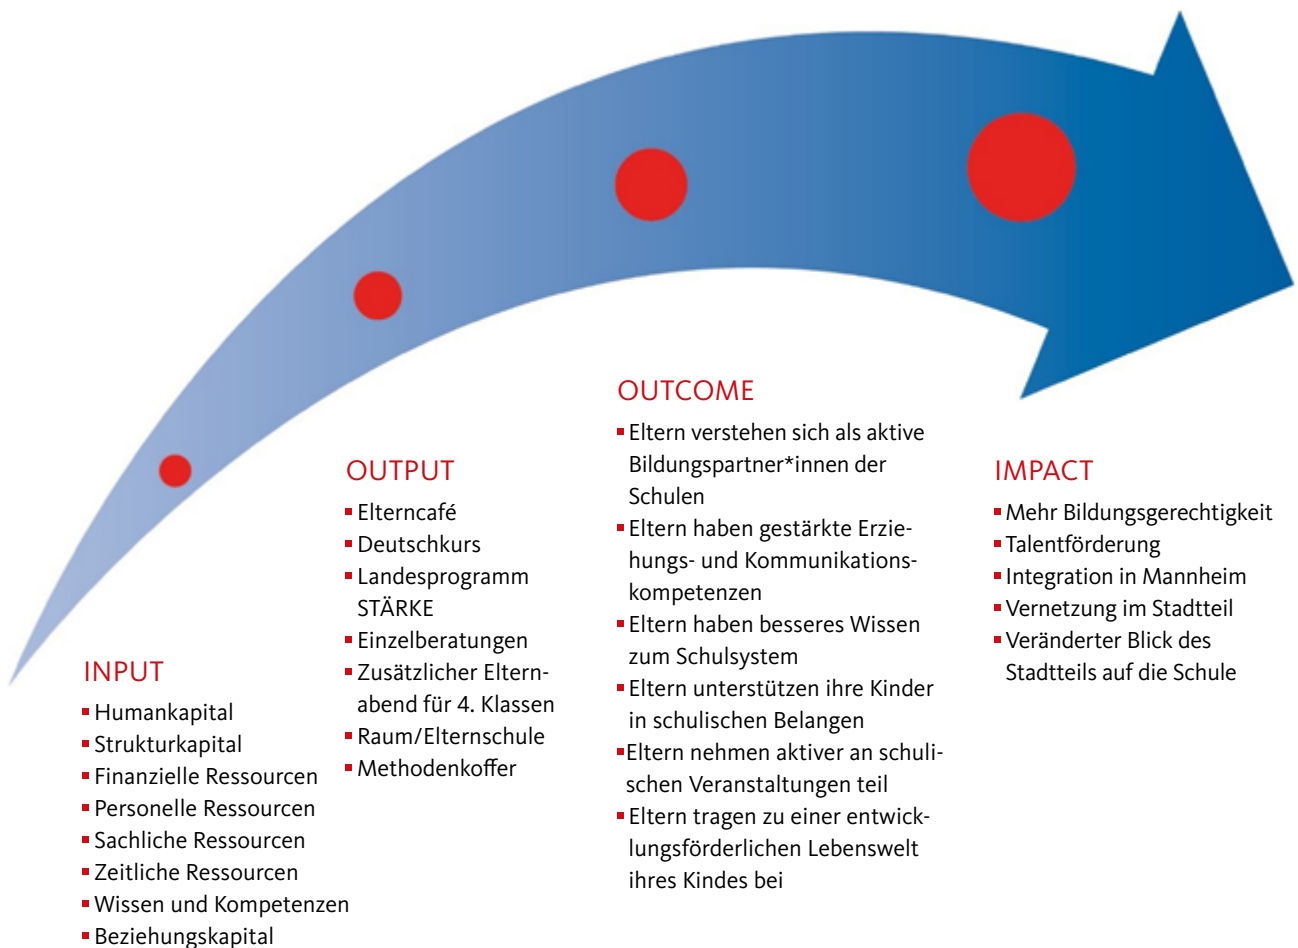 INPUT
▪ Humankapital
▪ Strukturkapital
▪ Finanzielle Ressourcen
▪ Personelle Ressourcen
▪ Sachliche Ressourcen
▪ Zeitliche Ressourcen
▪ Wissen und Kompetenzen
▪ Beziehungskapital
OUTPUT
▪ Elterncafé
▪ Deutschkurs
▪ Landesprogramm
STÄRKE
▪ Einzelberatungen
▪ Zusätzlicher Eltern-
abend für 4. Klassen
▪ Raum/Elternschule
▪ Methodenkoffer
OUTCOME
▪ Eltern verstehen sich als aktive
Bildungspartner*innen der
Schulen
▪ Eltern haben gestärkte Erzie-
hungs- und Kommunikations-
kompetenzen
▪ Eltern haben besseres Wissen
zum Schulsystem
▪ Eltern unterstützen ihre Kinder
in schulischen Belangen
▪ Eltern nehmen aktiver an schuli-
schen Veranstaltungen teil
▪ Eltern tragen zu einer entwick-
lungsförderlichen Lebenswelt
ihres Kindes bei
IMPACT
▪ Mehr Bildungsgerechtigkeit
▪ Talentförderung
▪ Integration in Mannheim
▪ Vernetzung im Stadtteil
▪ Veränderter Blick des
Stadtteils auf die Schule